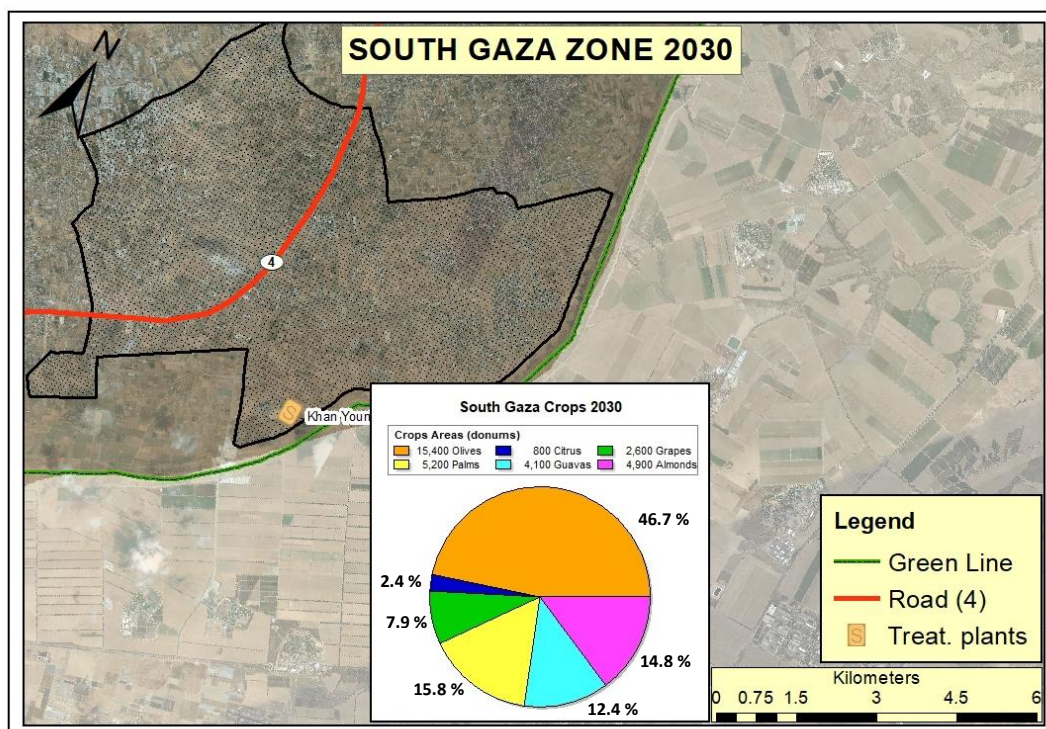 SOUTH GAZA ZONE 2030
N
4
S
Khan Youn
South Gaza Crops 2030
Crops Areas (donums)
15,400 Olives 800 Citrus 2,600 Grapes
5,200 Palms 4,100 Guavas 4,900 Almonds
46.7 %
2.4 %
7.9 %
15.8 %
12.4 %
14.8 %
Legend
Green Line
Road (4)
S Treat. plants
Kilometers
0 0.75 1.5 3 4.5 6